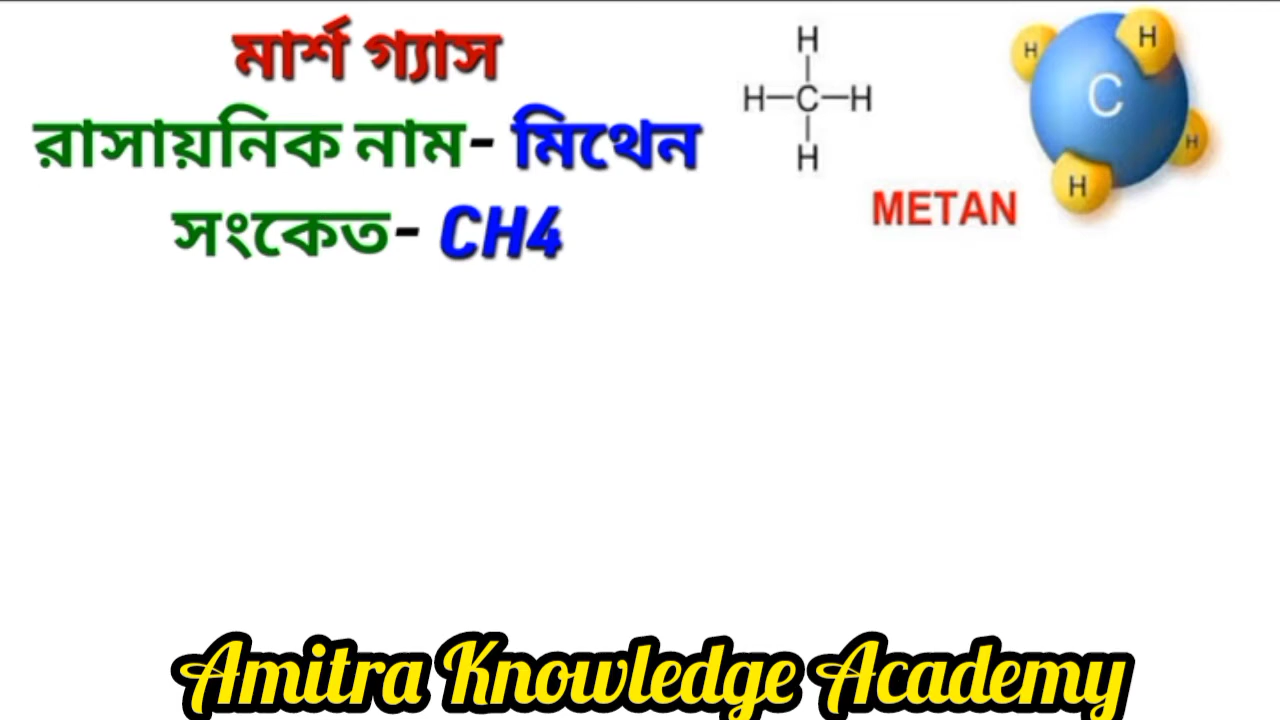 মার্শ গ্যাস
রাসায়নিক নাম- মিথেন
সংকেত- CH4
H
H-C-H
H
METAN
H
H
C
H
H
Amitra Knowledge Academy